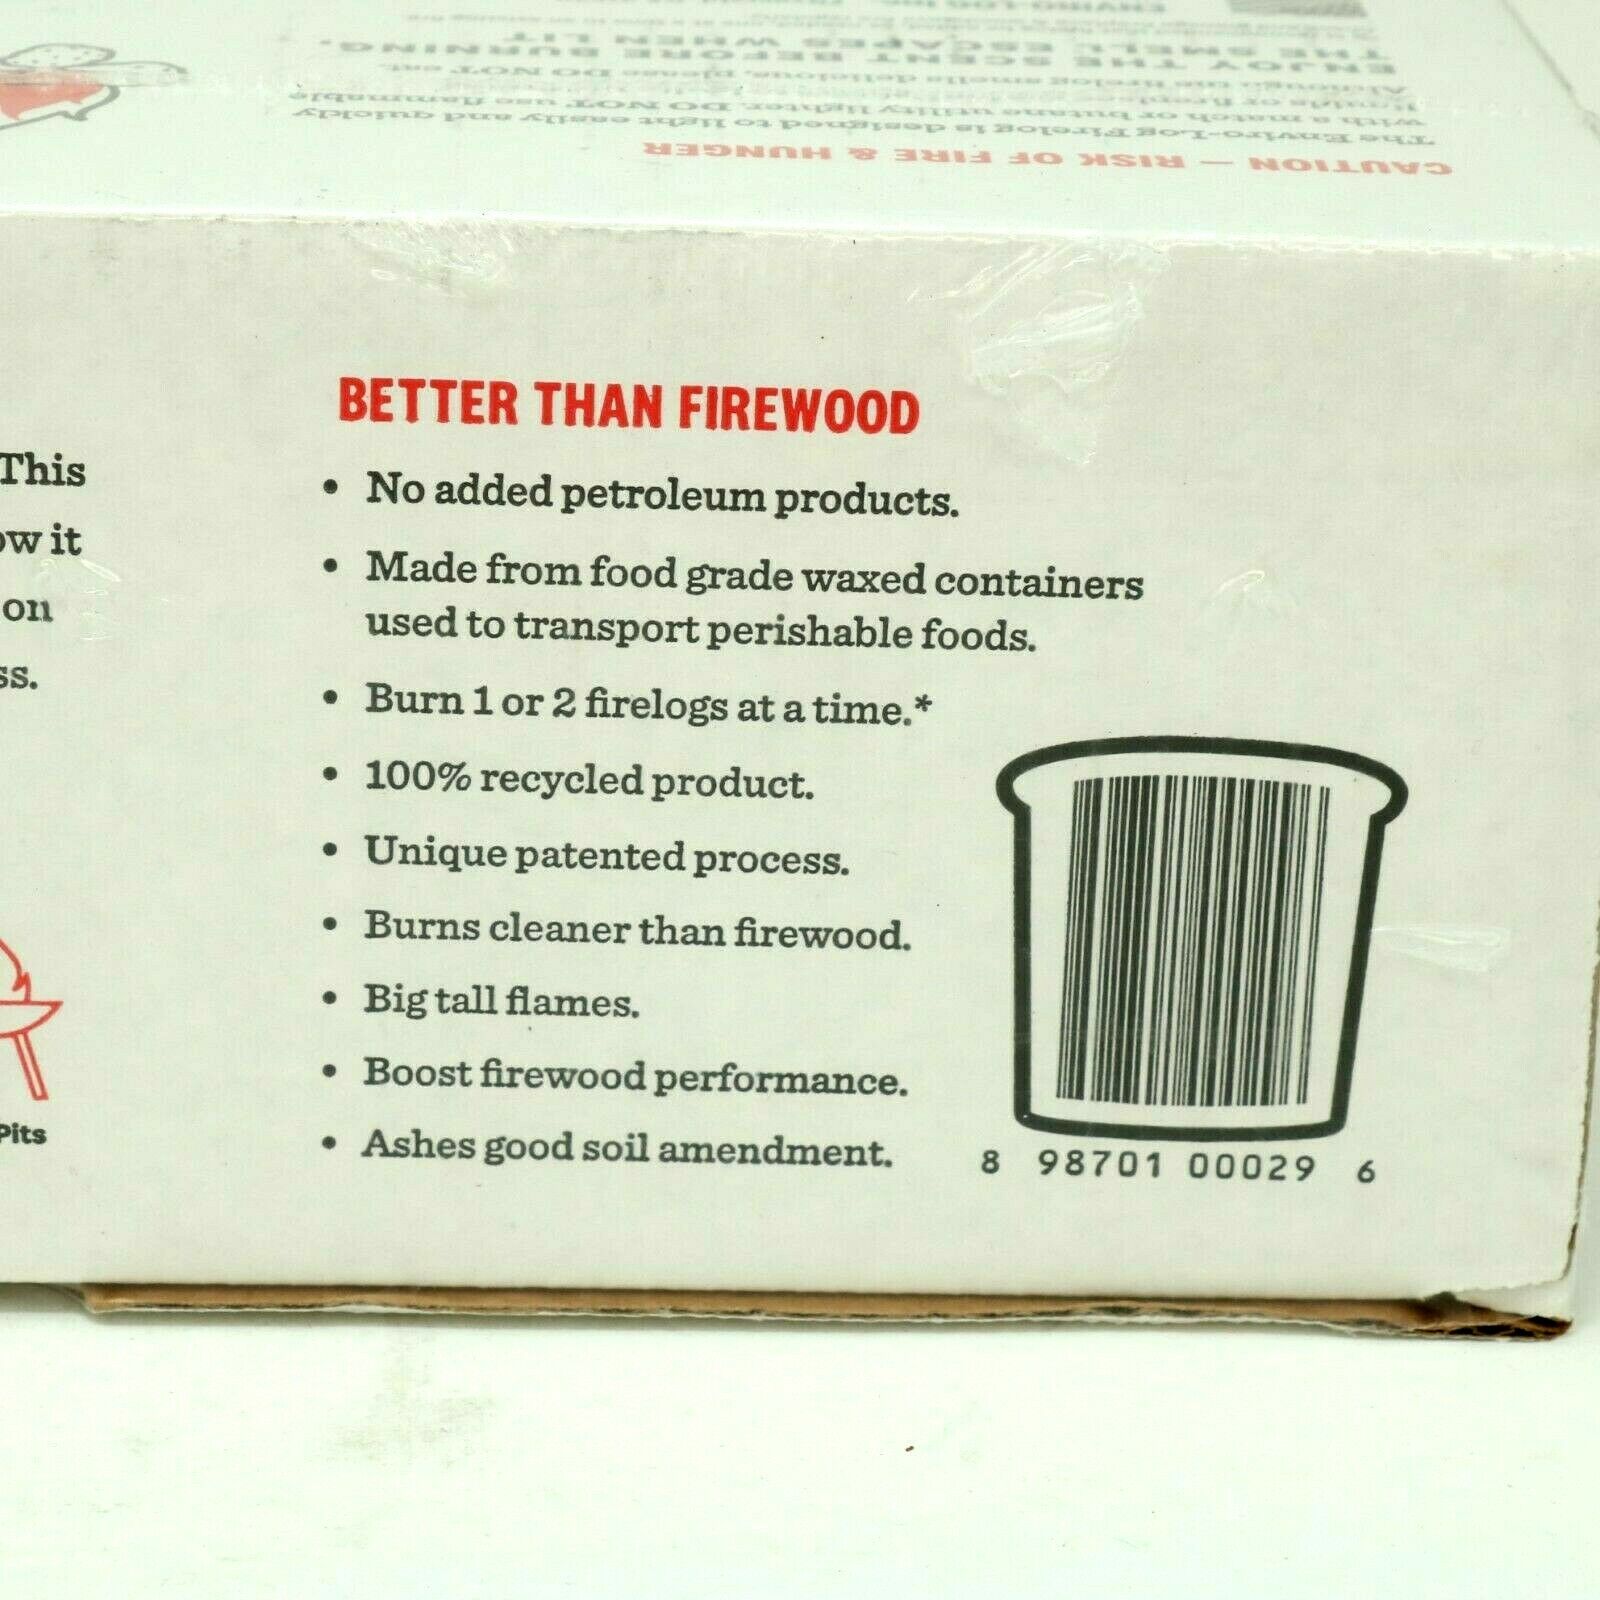 CAUTION — RISK OF FIRE & HUNGER
The Enviro-Log Firelog is designed to light easily and quickly
with a match or butane utility lighter. DO NOT use flammable
Although the firelog smells delicious, please DO NOT eat.
ENJOY THE SCENT BEFORE BURNING.
THE SMELL ESCAPES WHEN LIT
This
ow it
on
ss.
Pits
BETTER THAN FIREWOOD
• No added petroleum products.
• Made from food grade waxed containers
used to transport perishable foods.
• Burn 1 or 2 firelogs at a time.*
• 100% recycled product.
• Unique patented process.
• Burns cleaner than firewood.
• Big tall flames.
• Boost firewood performance.
• Ashes good soil amendment.
8 98701 00029 6